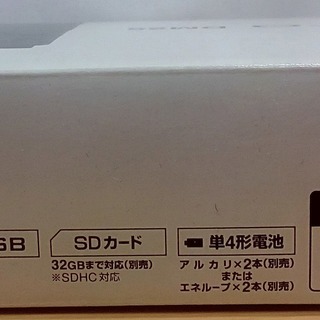 DM25
6B
SDカード
32GBまで対応(別売)
※SDHC対応
単4形電池
アルカリ×2本(別売)
または
エネループ×2本(別売)